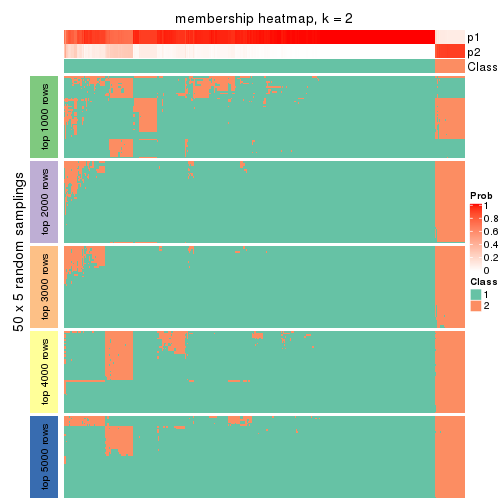 membership heatmap, k = 2
p1
p2
Class
50 x 5 random samplings
top 1000 rows
top 2000 rows
top 3000 rows
top 4000 rows
top 5000 rows
Prob
1
0.8
0.6
0.4
0.2
0
Class
1
2